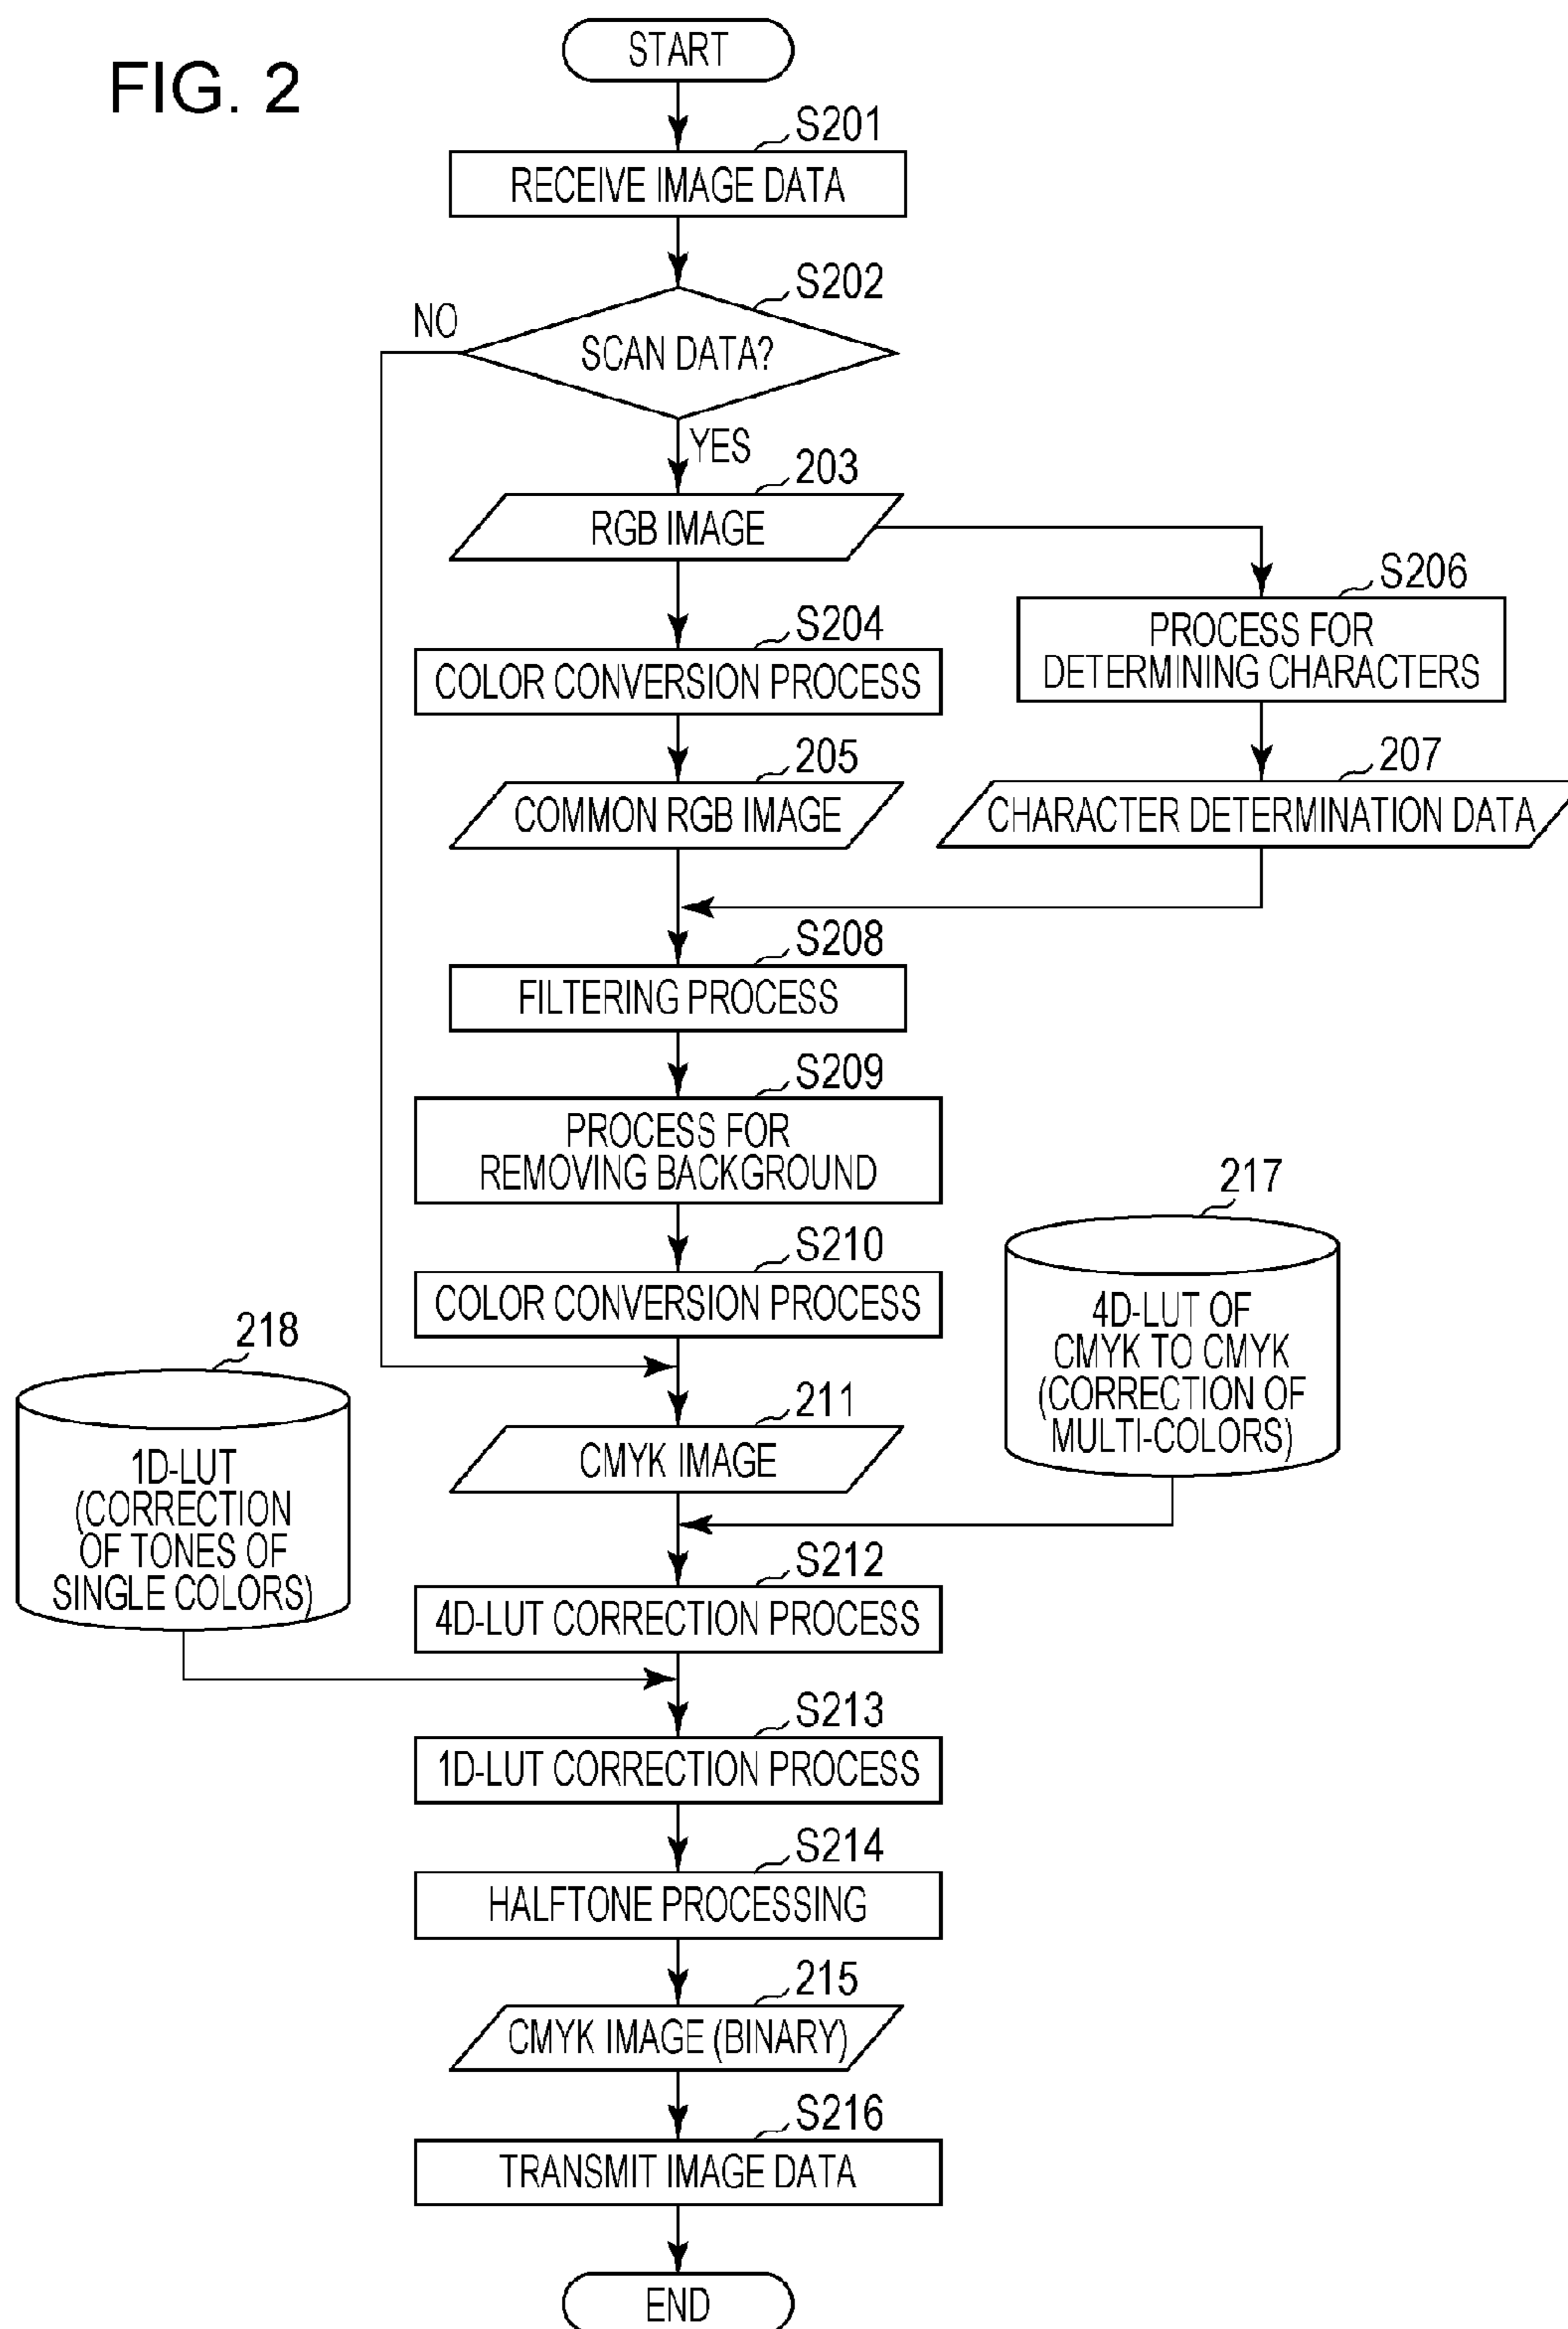 FIG. 2
START
S201
RECEIVE IMAGE DATA
S202
NO
SCAN DATA?
YES
203
RGB IMAGE
S206
PROCESS FOR
DETERMINING CHARACTERS
S204
COLOR CONVERSION PROCESS
205
COMMON RGB IMAGE
207
CHARACTER DETERMINATION DATA
S208
FILTERING PROCESS
S209
PROCESS FOR
REMOVING BACKGROUND
S210
COLOR CONVERSION PROCESS
217
4D-LUT OF
CMYK TO CMYK
(CORRECTION OF
MULTI-COLORS)
218
1D-LUT
(CORRECTION
OF TONES OF
SINGLE COLORS)
211
CMYK IMAGE
S212
4D-LUT CORRECTION PROCESS
S213
1D-LUT CORRECTION PROCESS
S214
HALFTONE PROCESSING
215
CMYK IMAGE (BINARY)
S216
TRANSMIT IMAGE DATA
END